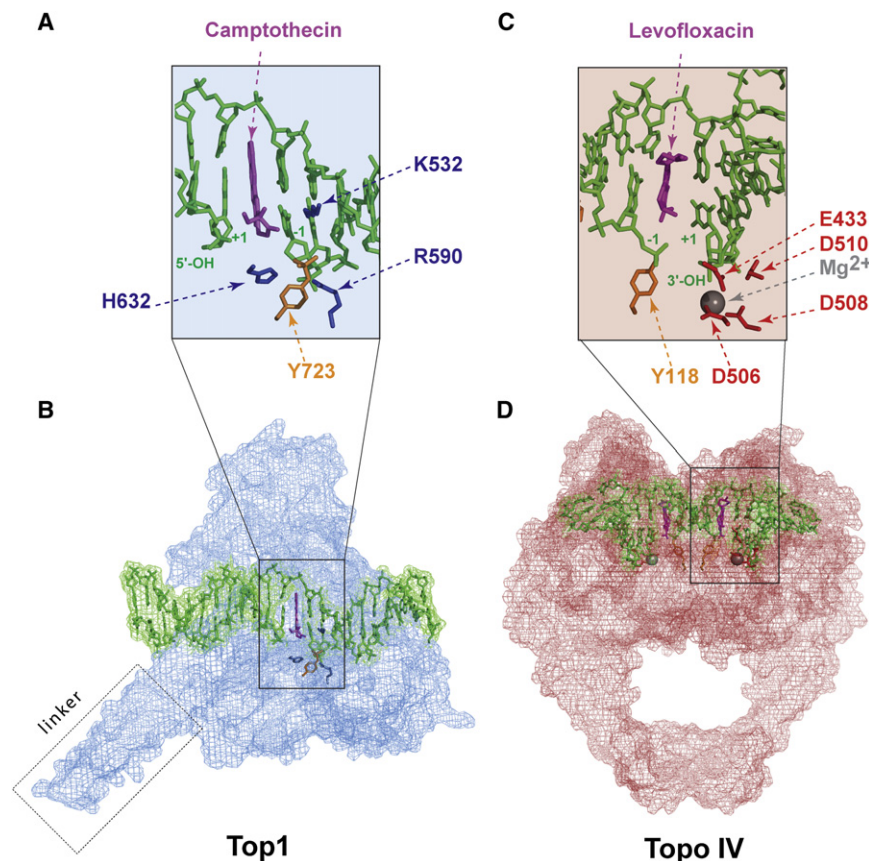 A
Camptothecin
K532
+1
-1
5'-OH
R590
H632
Y723
C
Levofloxacin
E433
-1
+1
D510
3'-OH
Mg2+
D508
Y118
D506
B
linker
Top1
D
Topo IV